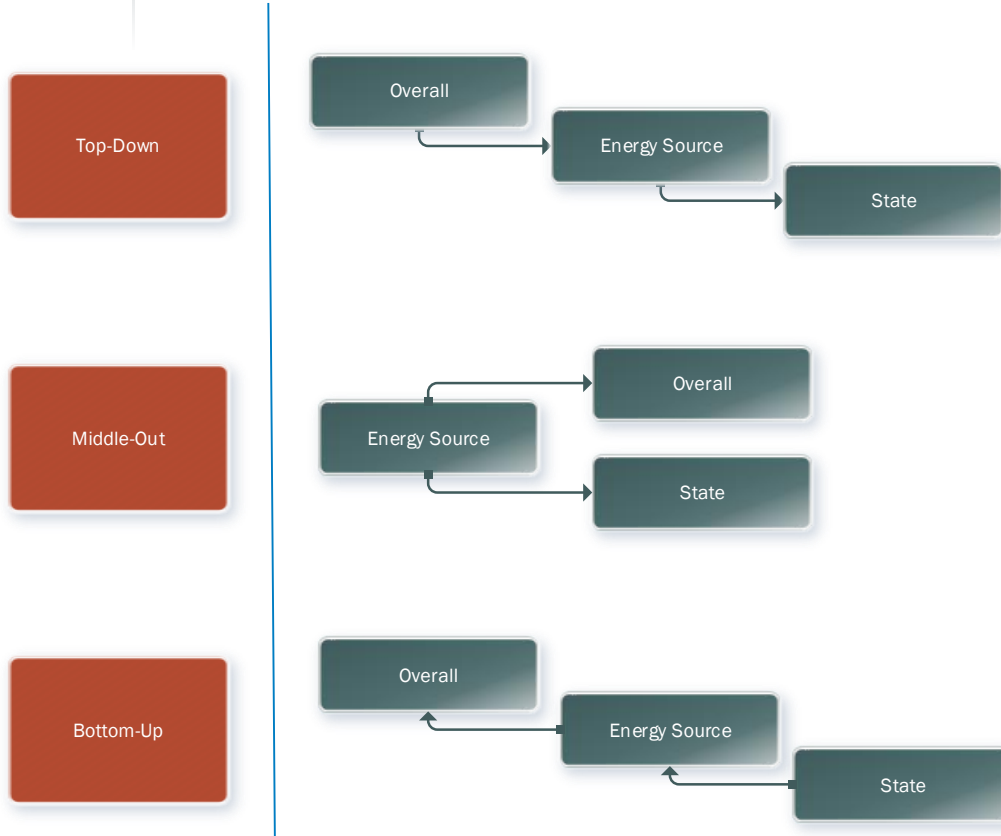 Top-Down
Overall
Energy Source
State
Middle-Out
Energy Source
Overall
State
Bottom-Up
Overall
Energy Source
State